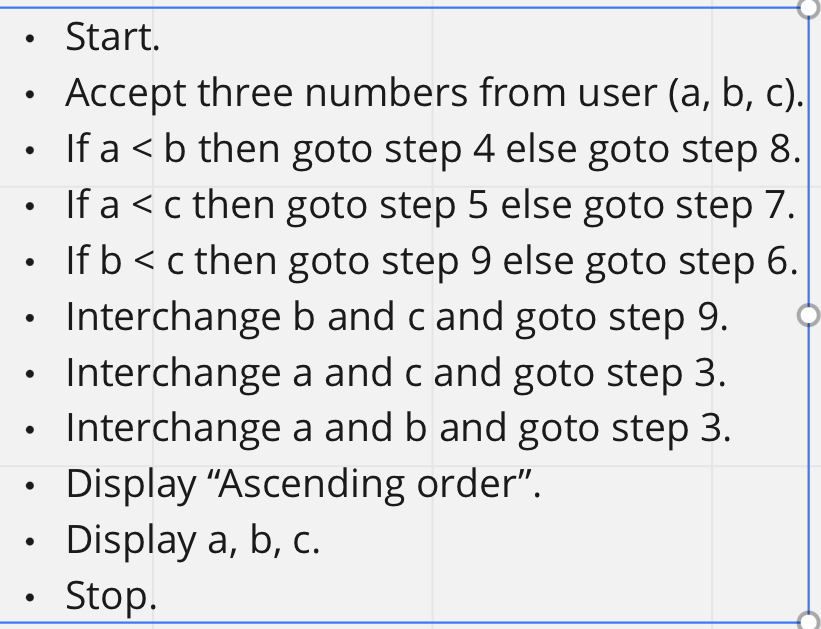 • Start.
• Accept three numbers from user (a, b, c).
• If a < b then goto step 4 else goto step 8.
• If a < c then goto step 5 else goto step 7.
• If b < c then goto step 9 else goto step 6.
• Interchange b and c and goto step 9.
• Interchange a and c and goto step 3.
• Interchange a and b and goto step 3.
• Display “Ascending order”.
• Display a, b, c.
• Stop.